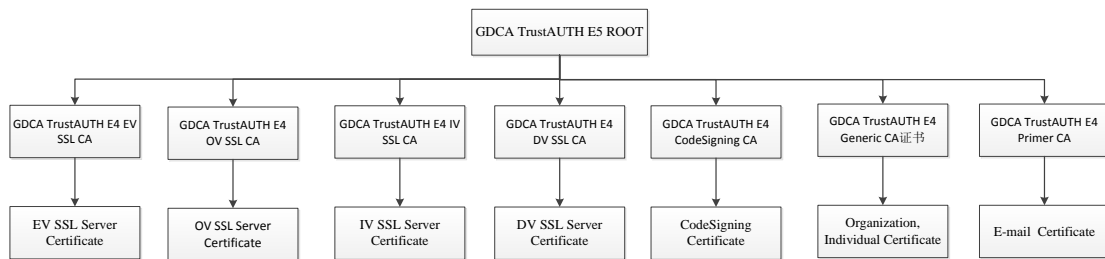 GDCA TrustAUTH E5 ROOT
GDCA TrustAUTH E4 EV
SSL CA
GDCA TrustAUTH E4
OV SSL CA
GDCA TrustAUTH E4 IV
SSL CA
GDCA TrustAUTH E4
DV SSL CA
GDCA TrustAUTH E4
CodeSigning CA
GDCA TrustAUTH E4
Generic CA证书
GDCA TrustAUTH E4
Primer CA
EV SSL Server
Certificate
OV SSL Server
Certificate
IV SSL Server
Certificate
DV SSL Server
Certificate
CodeSigning
Certificate
Organization,
Individual Certificate
E-mail Certificate